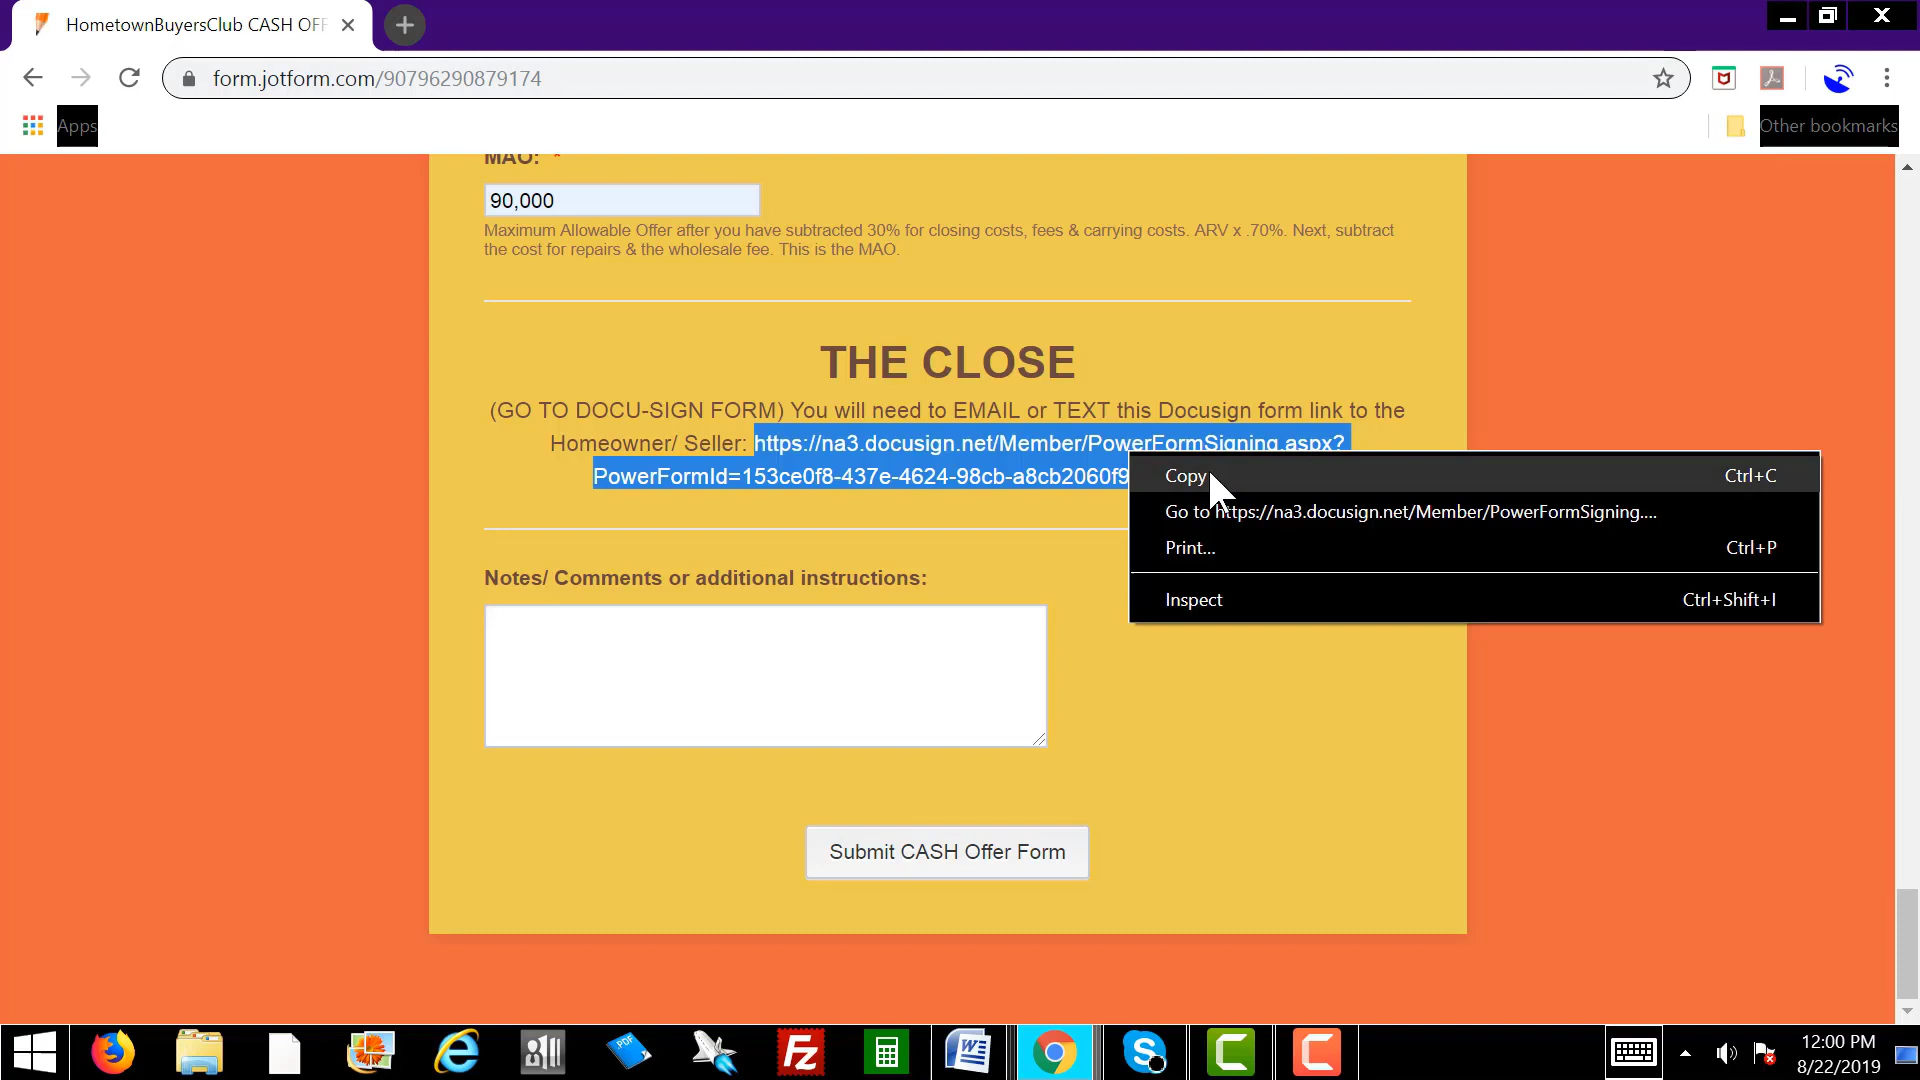 HometownBuyersClub CASH OFF
form.jotform.com/90796290879174
Apps
Other bookmarks
MAO: *
90,000
Maximum Allowable Offer after you have subtracted 30% for closing costs, fees & carrying costs. ARV x .70%. Next, subtract
the cost for repairs & the wholesale fee. This is the MAO.
THE CLOSE
(GO TO DOCU-SIGN FORM) You will need to EMAIL or TEXT this Docusign form link to the
Homeowner/ Seller: https://na3.docusign.net/Member/PowerFormSigning.aspx?
PowerFormId=153ce0f8-437e-4624-98cb-a8cb2060f9
Copy Ctrl+C
Go to https://na3.docusign.net/Member/PowerFormSigning....
Print... Ctrl+P
Inspect Ctrl+Shift+I
Notes/ Comments or additional instructions:
Submit CASH Offer Form
PDF
Fz
W
S
C
C
12:00 PM
8/22/2019